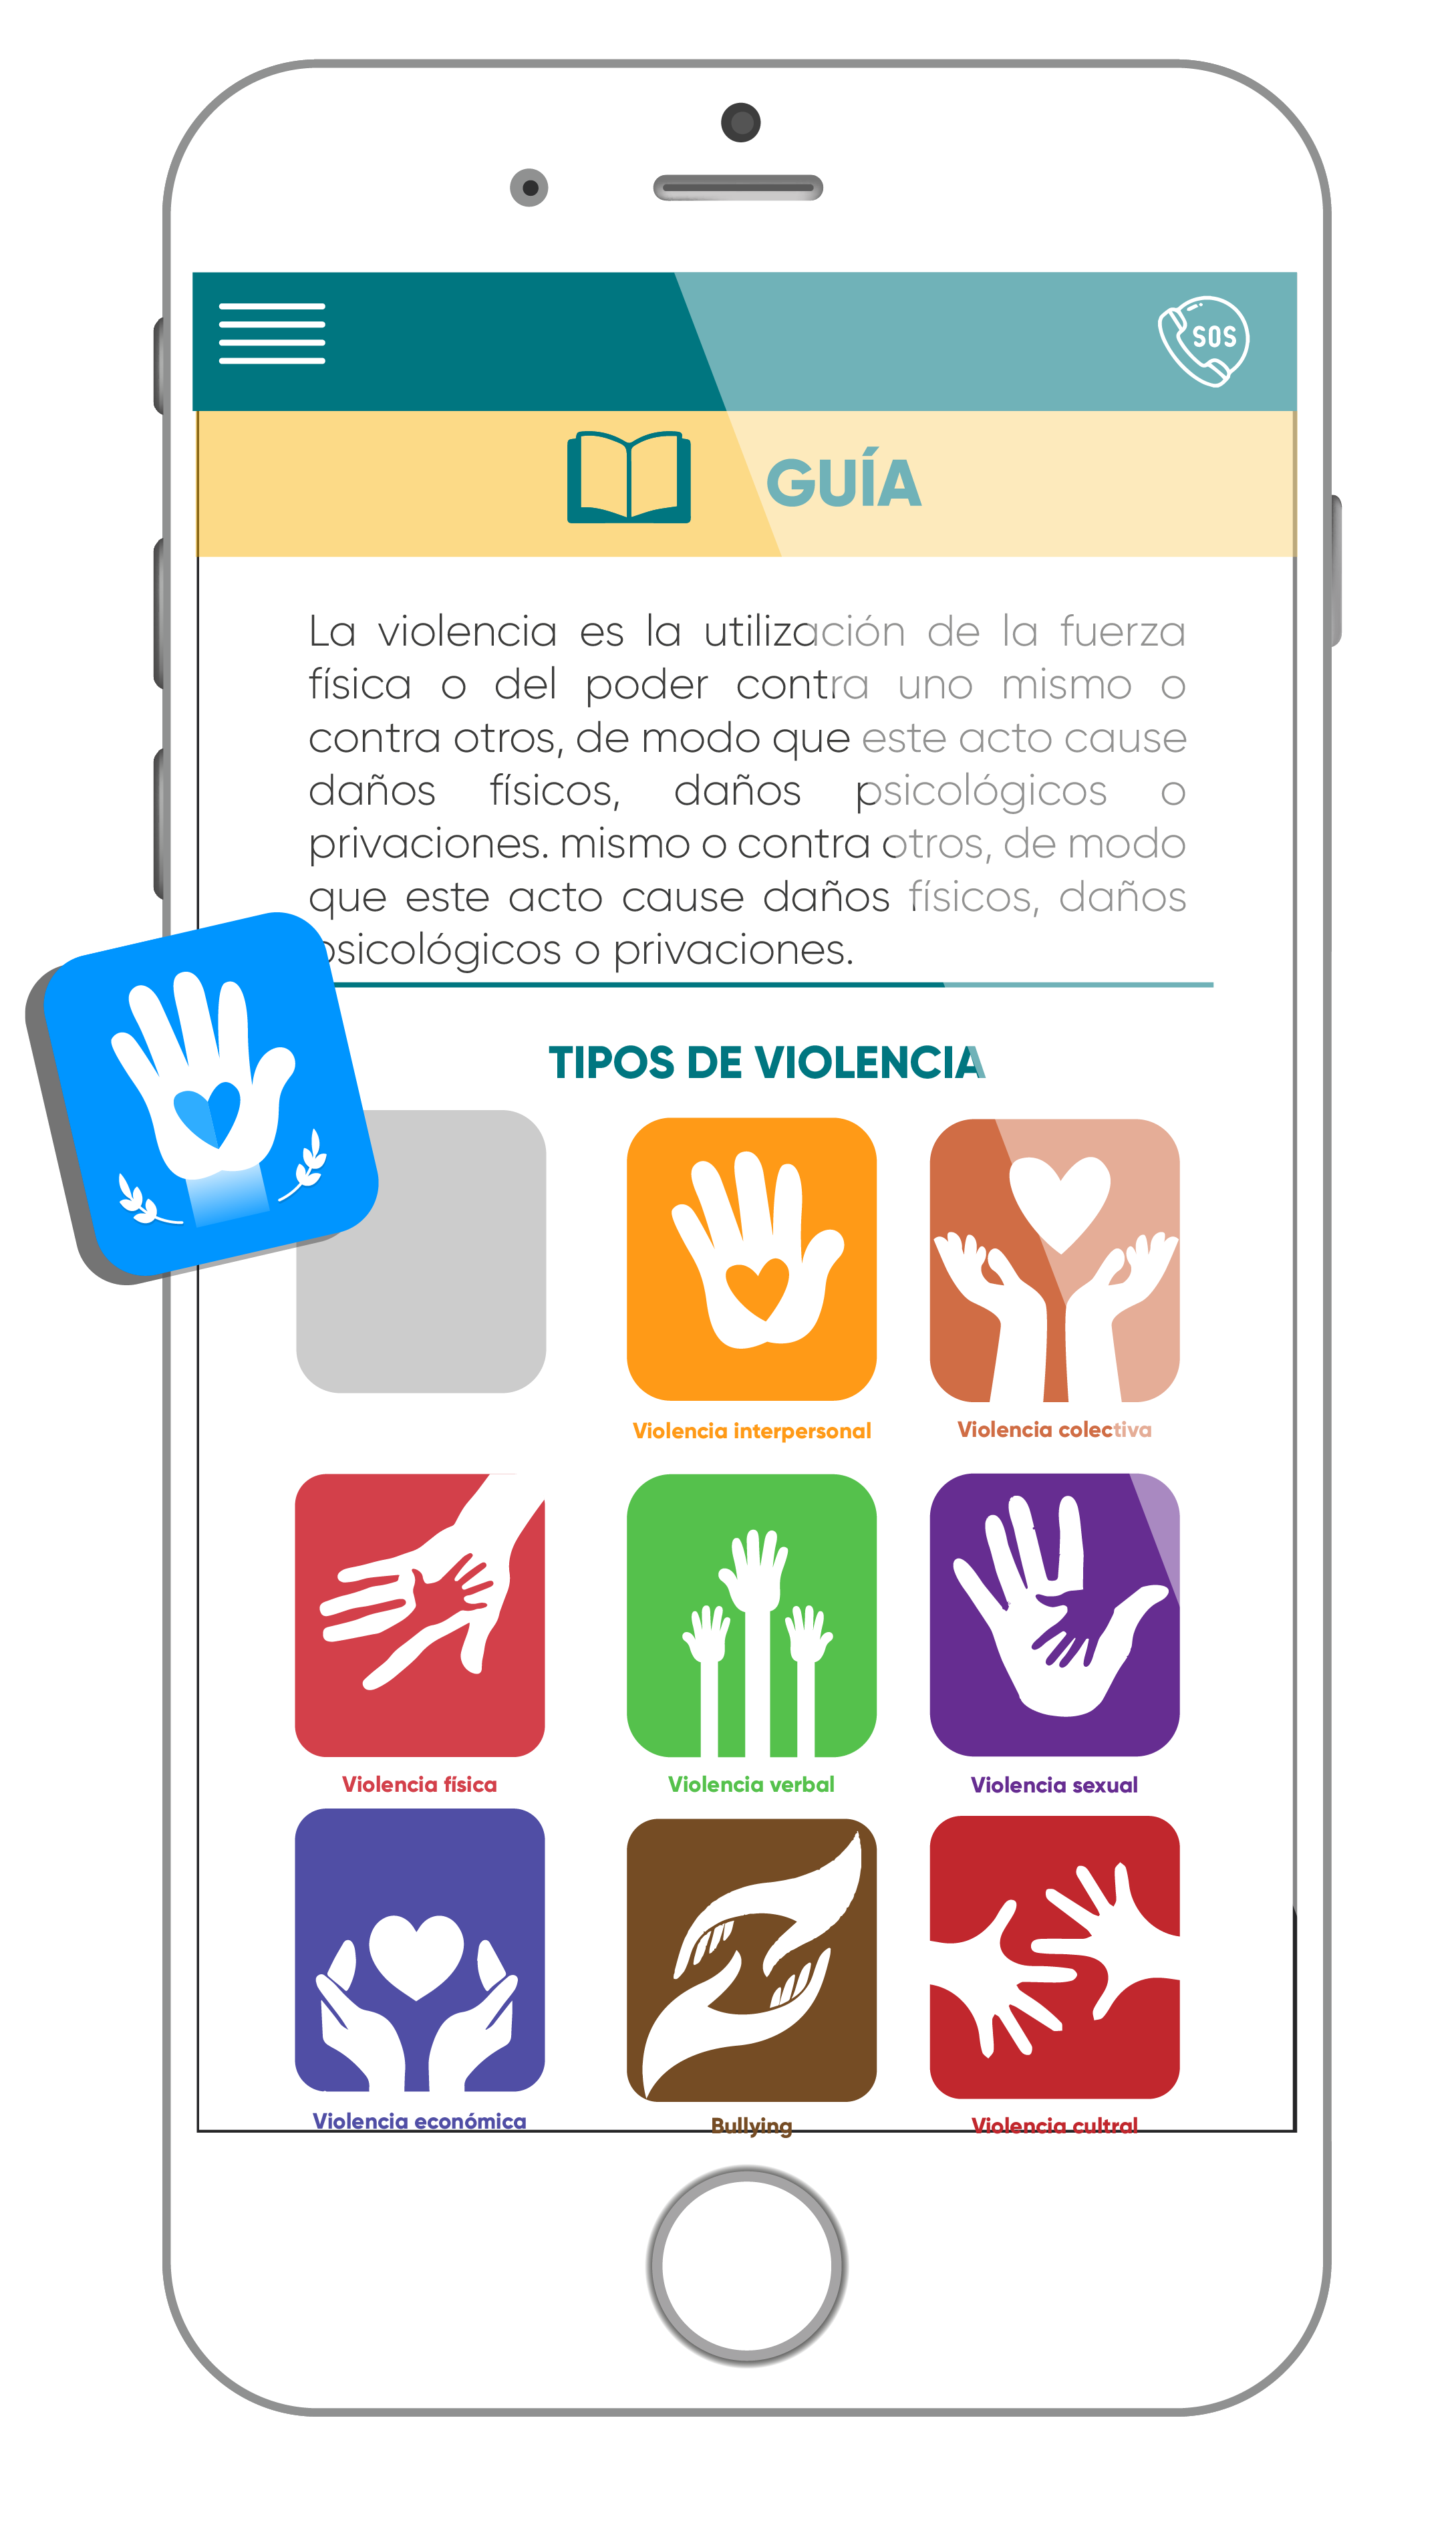 SOS
GUÍA
La violencia es la utilización de la fuerza
física o del poder contra uno mismo o
contra otros, de modo que este acto cause
daños físicos, daños psicológicos o
privaciones. mismo o contra otros, de modo
que este acto cause daños físicos, daños
psicológicos o privaciones.
TIPOS DE VIOLENCIA
Violencia interpersonal
Violencia colectiva
Violencia física
Violencia verbal
Violencia sexual
Violencia económica
Bullying
Violencia cultral